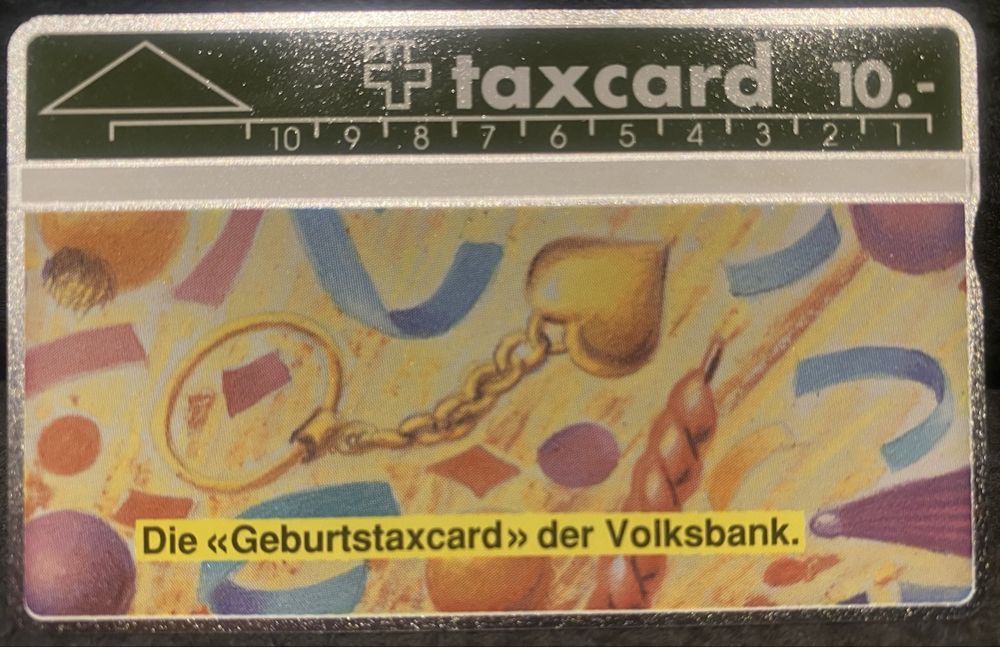 PTT
taxcard 10.-
10 9 8 7 6 5 4 3 2 1
Die «Geburtstaxcard» der Volksbank.